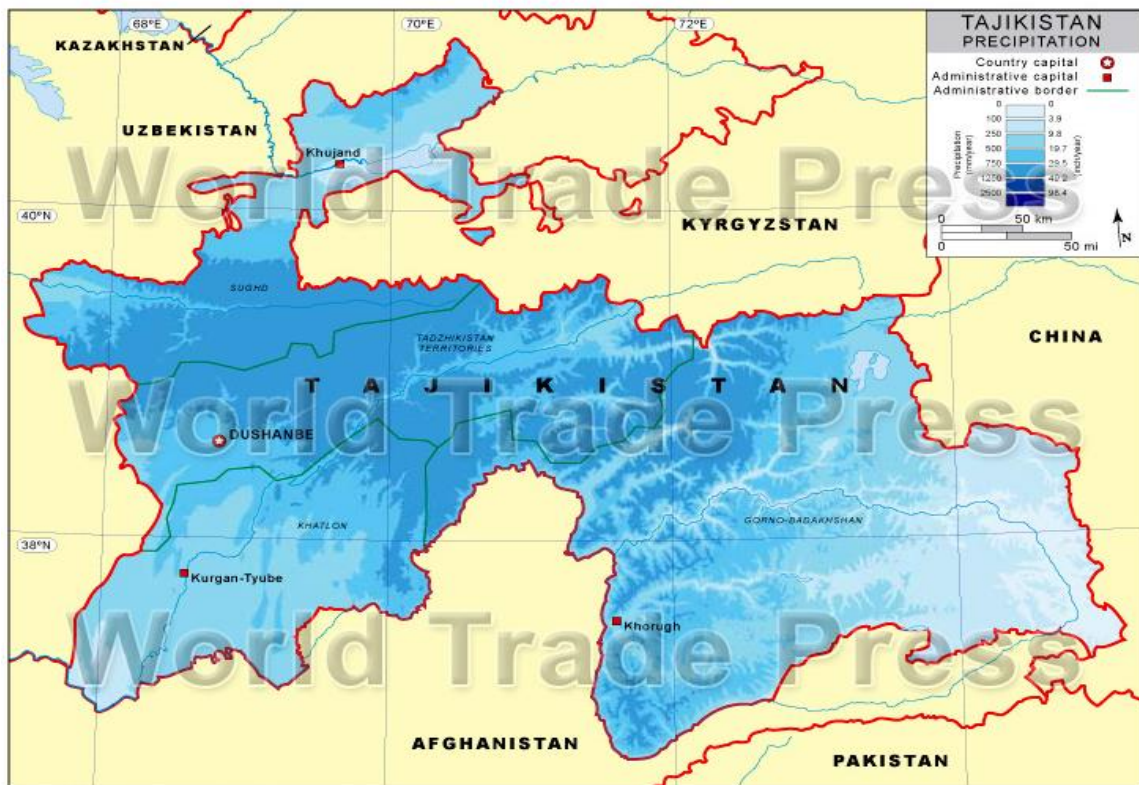 68°E
70°E
72°E
TAJIKISTAN
PRECIPITATION
Country capital
Administrative capital
Administrative border
Precipitation
(mm/year)
0
100
250
500
750
1250
2500
0
3.9
9.8
19.7
29.5
49.2
98.4
(inch/year)
0
50 km
0
50 mi
N
KAZAKHSTAN
UZBEKISTAN
Khujand
World Trade Press
40°N
KYRGYZSTAN
SUGHD
CHINA
TADZHIKISTAN
TERRITORIES
TAJIKISTAN
World Trade Press
DUSHANBE
KHATLON
GORNO-BADAKHSHAN
38°N
Kurgan-Tyube
Khorugh
World Trade Press
AFGHANISTAN
PAKISTAN